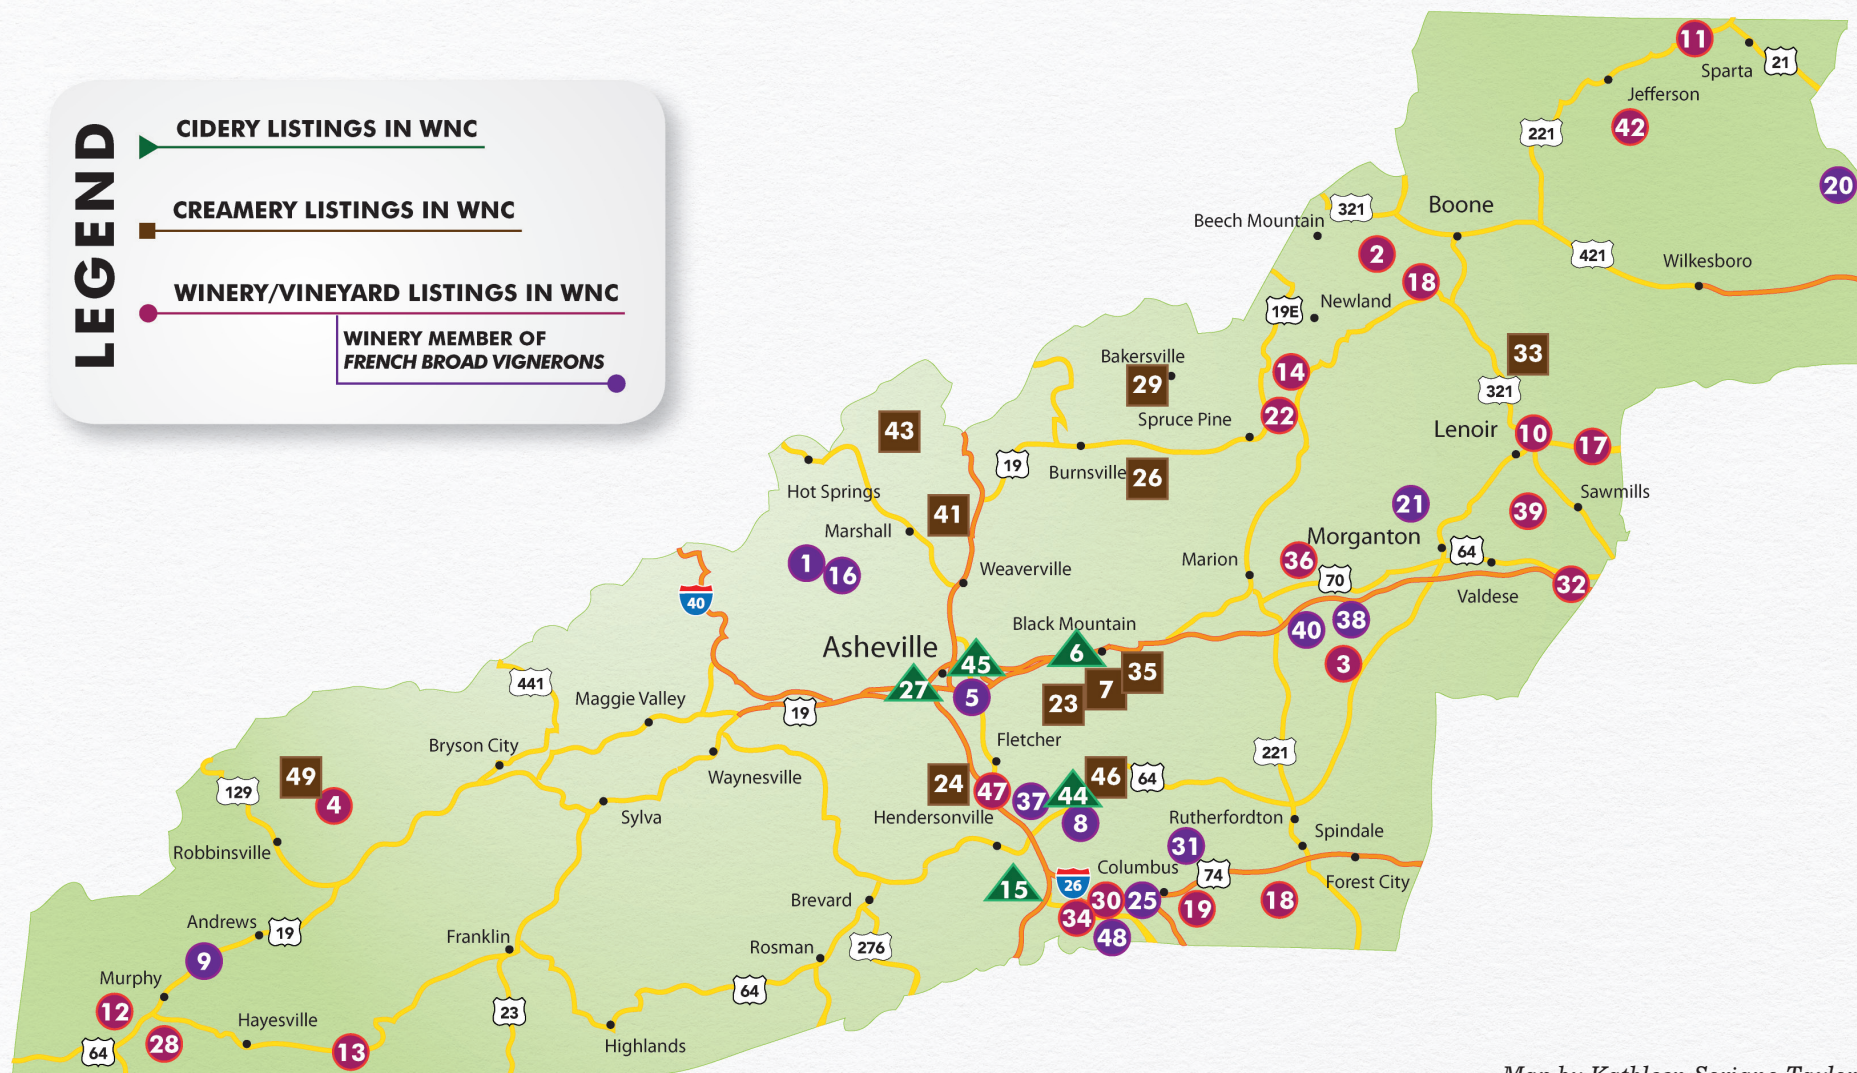 LEGEND
CIDERY LISTINGS IN WNC
CREAMERY LISTINGS IN WNC
WINERY/VINEYARD LISTINGS IN WNC
WINERY MEMBER OF
FRENCH BROAD VIGNERONS
11
Sparta
21
Jefferson
42
221
20
321
Boone
Beech Mountain
2
421
Wilkesboro
18
Newland
19E
33
Bakersville
29
14
321
22
Spruce Pine
Lenoir
10
17
43
19
Burnsville
26
Hot Springs
Sawmills
21
39
41
Marshall
Morganton
64
36
Marion
1
16
Weaverville
70
32
Valdese
40
Black Mountain
40
38
Asheville
45
6
3
35
27
5
7
23
441
Maggie Valley
19
Fletcher
Bryson City
221
49
Waynesville
24
47
37
44
46
64
129
4
Sylva
Hendersonville
8
Rutherfordton
Spindale
Robbinsville
31
Columbus
74
Forest City
15
26
30
25
19
18
34
48
Brevard
Andrews
19
Franklin
Rosman
276
9
Murphy
64
12
23
Hayesville
28
13
64
Highlands
Map by Kathleen Soriano Taylor